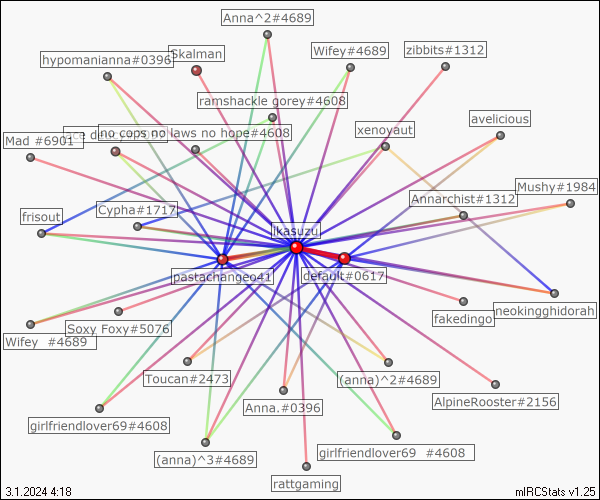 Anna^2#4689
Wifey#4689
zibbits#1312
hypomanianna#0396
Skalman
ramshackle gorey#4608
avelicious
xenoyaut
Mad #6901
no cops no laws no hope#4608
Mushy#1984
Annarchist#1312
Cypha#1717
frisout
ikasuzu
pastachangeo41
default#0617
neokingghidorah
fakedingo
Soxy Foxy#5076
Wifey #4689
Toucan#2473
(anna)^2#4689
AlpineRooster#2156
Anna.#0396
girlfriendlover69#4608
girlfriendlover69 #4608
(anna)^3#4689
rattgaming
3.1.2024 4:18
mIRCStats v1.25